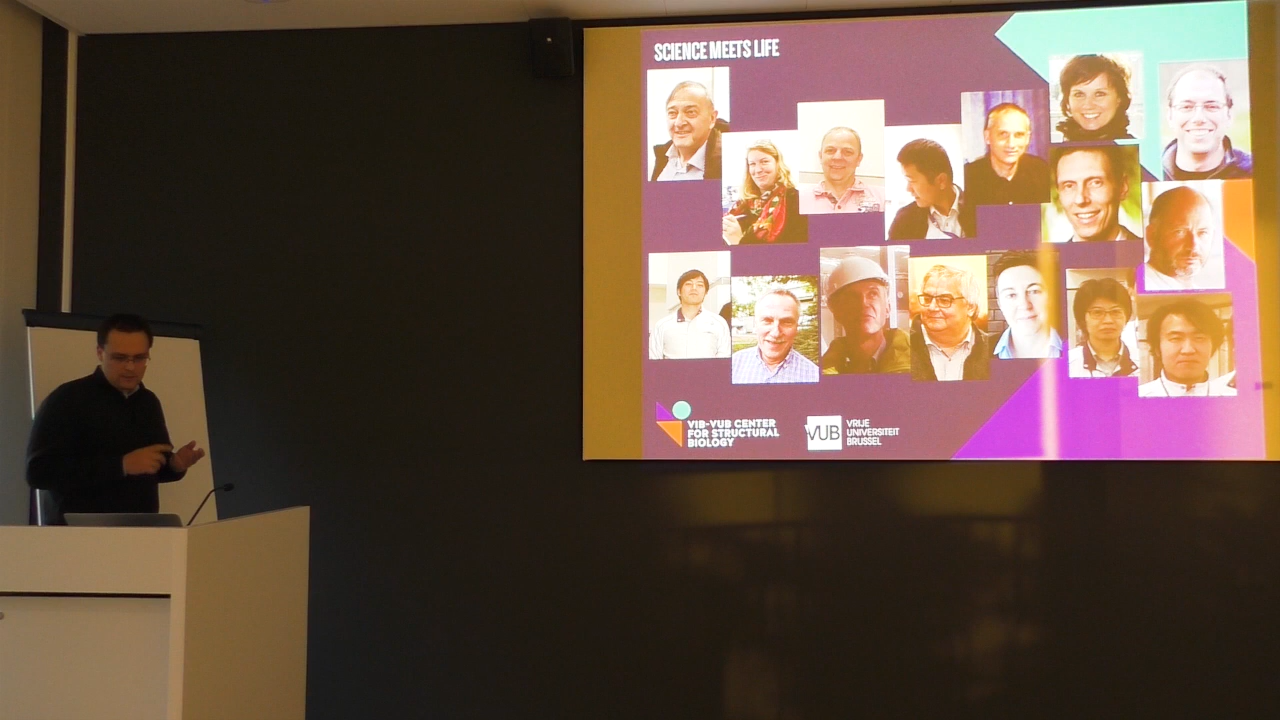 SCIENCE MEETS LIFE
VIB-VUB CENTER
FOR STRUCTURAL
BIOLOGY
VUB
VRIJE
UNIVERSITEIT
BRUSSEL